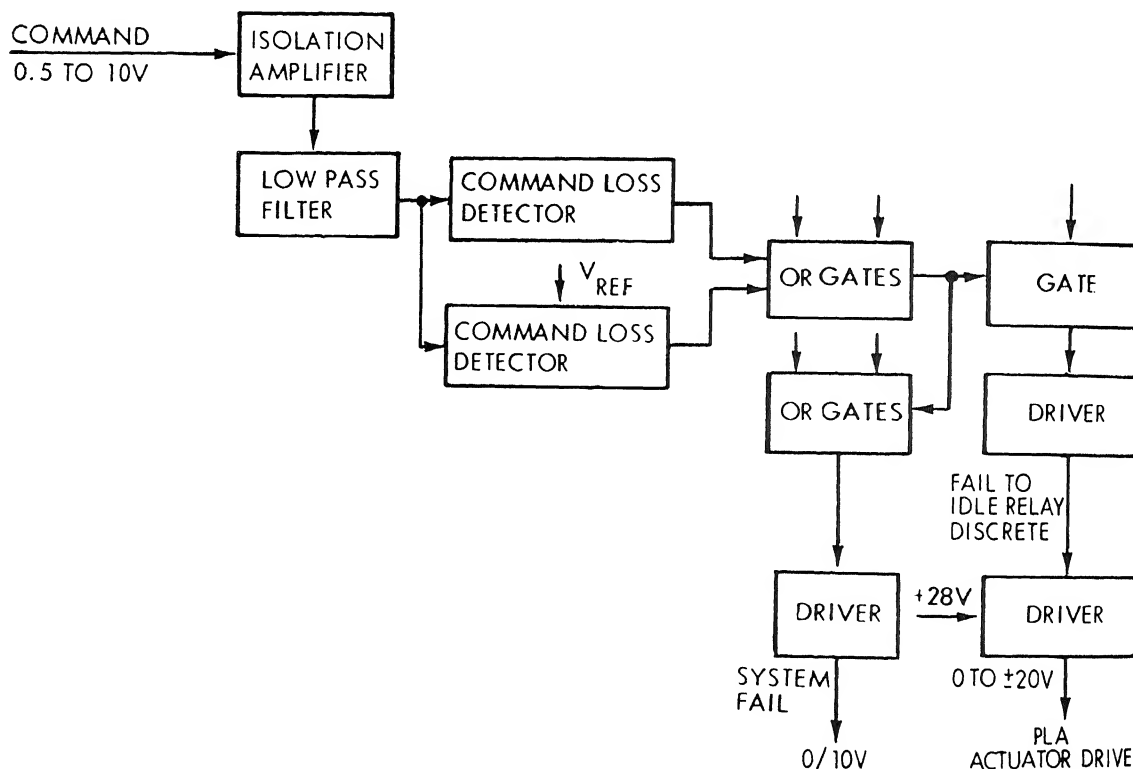 COMMAND
0.5 TO 10V
ISOLATION
AMPLIFIER
LOW PASS
FILTER
COMMAND LOSS
DETECTOR
V REF
COMMAND LOSS
DETECTOR
OR GATES
GATE
OR GATES
DRIVER
FAIL TO
IDLE RELAY
DISCRETE
DRIVER
+28V
DRIVER
SYSTEM
FAIL
0 TO ±20V
0/10V
PLA
ACTUATOR DRIVE